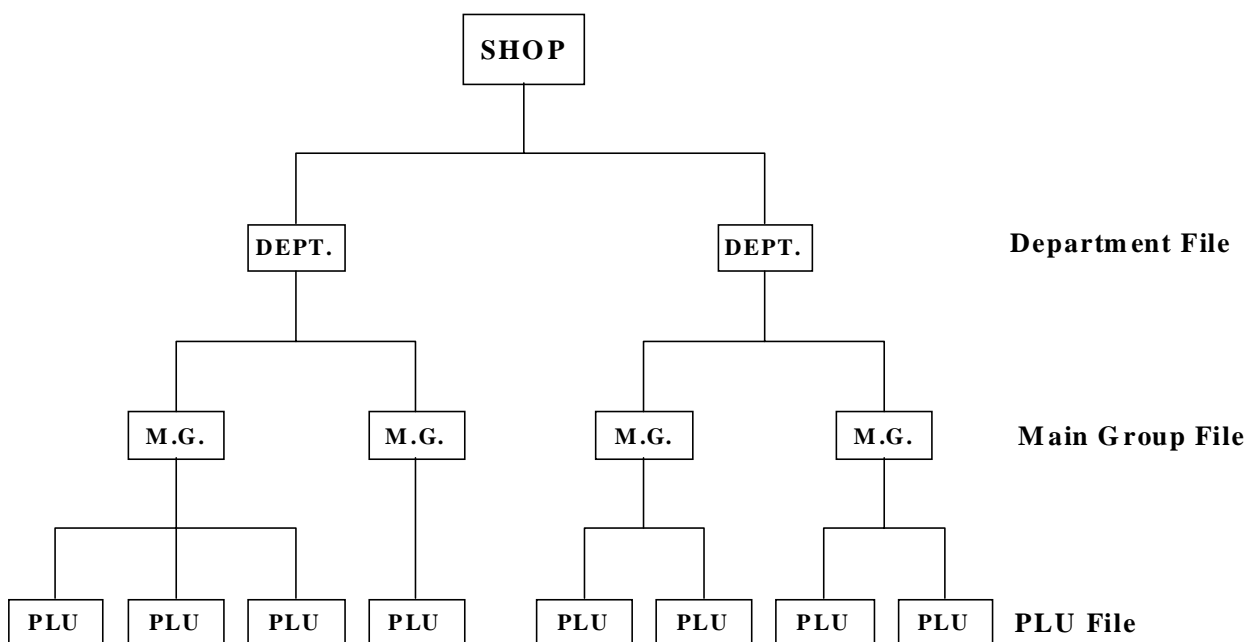 SHOP
DEPT. DEPT. Department File
M.G. M.G. M.G. M.G. Main Group File
PLU PLU PLU PLU PLU PLU PLU PLU PLU File